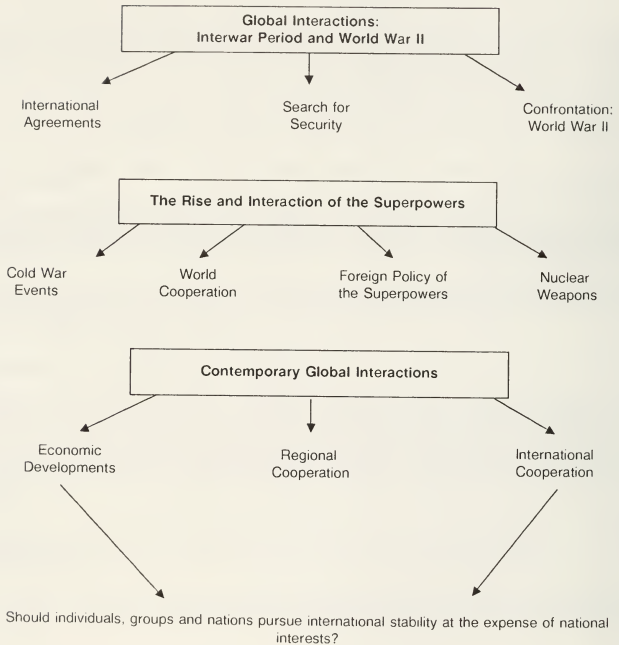 Global Interactions:
Interwar Period and World War II
International
Agreements
Search for
Security
Confrontation:
World War II
The Rise and Interaction of the Superpowers
Cold War
Events
World
Cooperation
Foreign Policy of
the Superpowers
Nuclear
Weapons
Contemporary Global Interactions
Economic
Developments
Regional
Cooperation
International
Cooperation
Should individuals, groups and nations pursue international stability at the expense of national
interests?